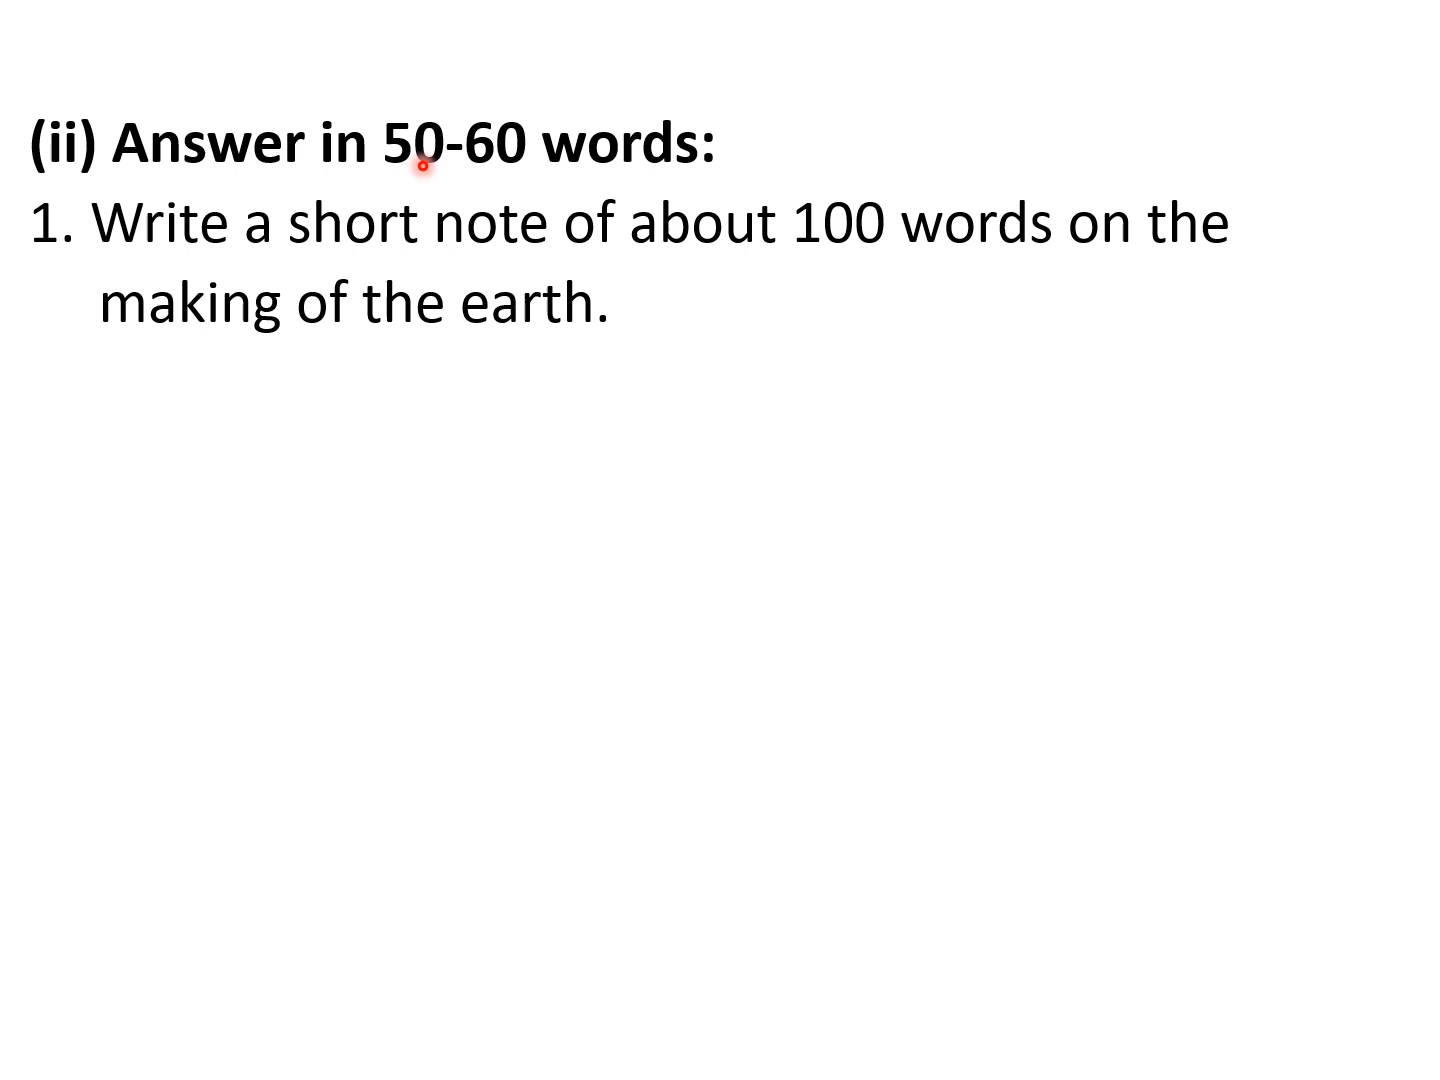 (ii) Answer in 50-60 words:
1. Write a short note of about 100 words on the
making of the earth.